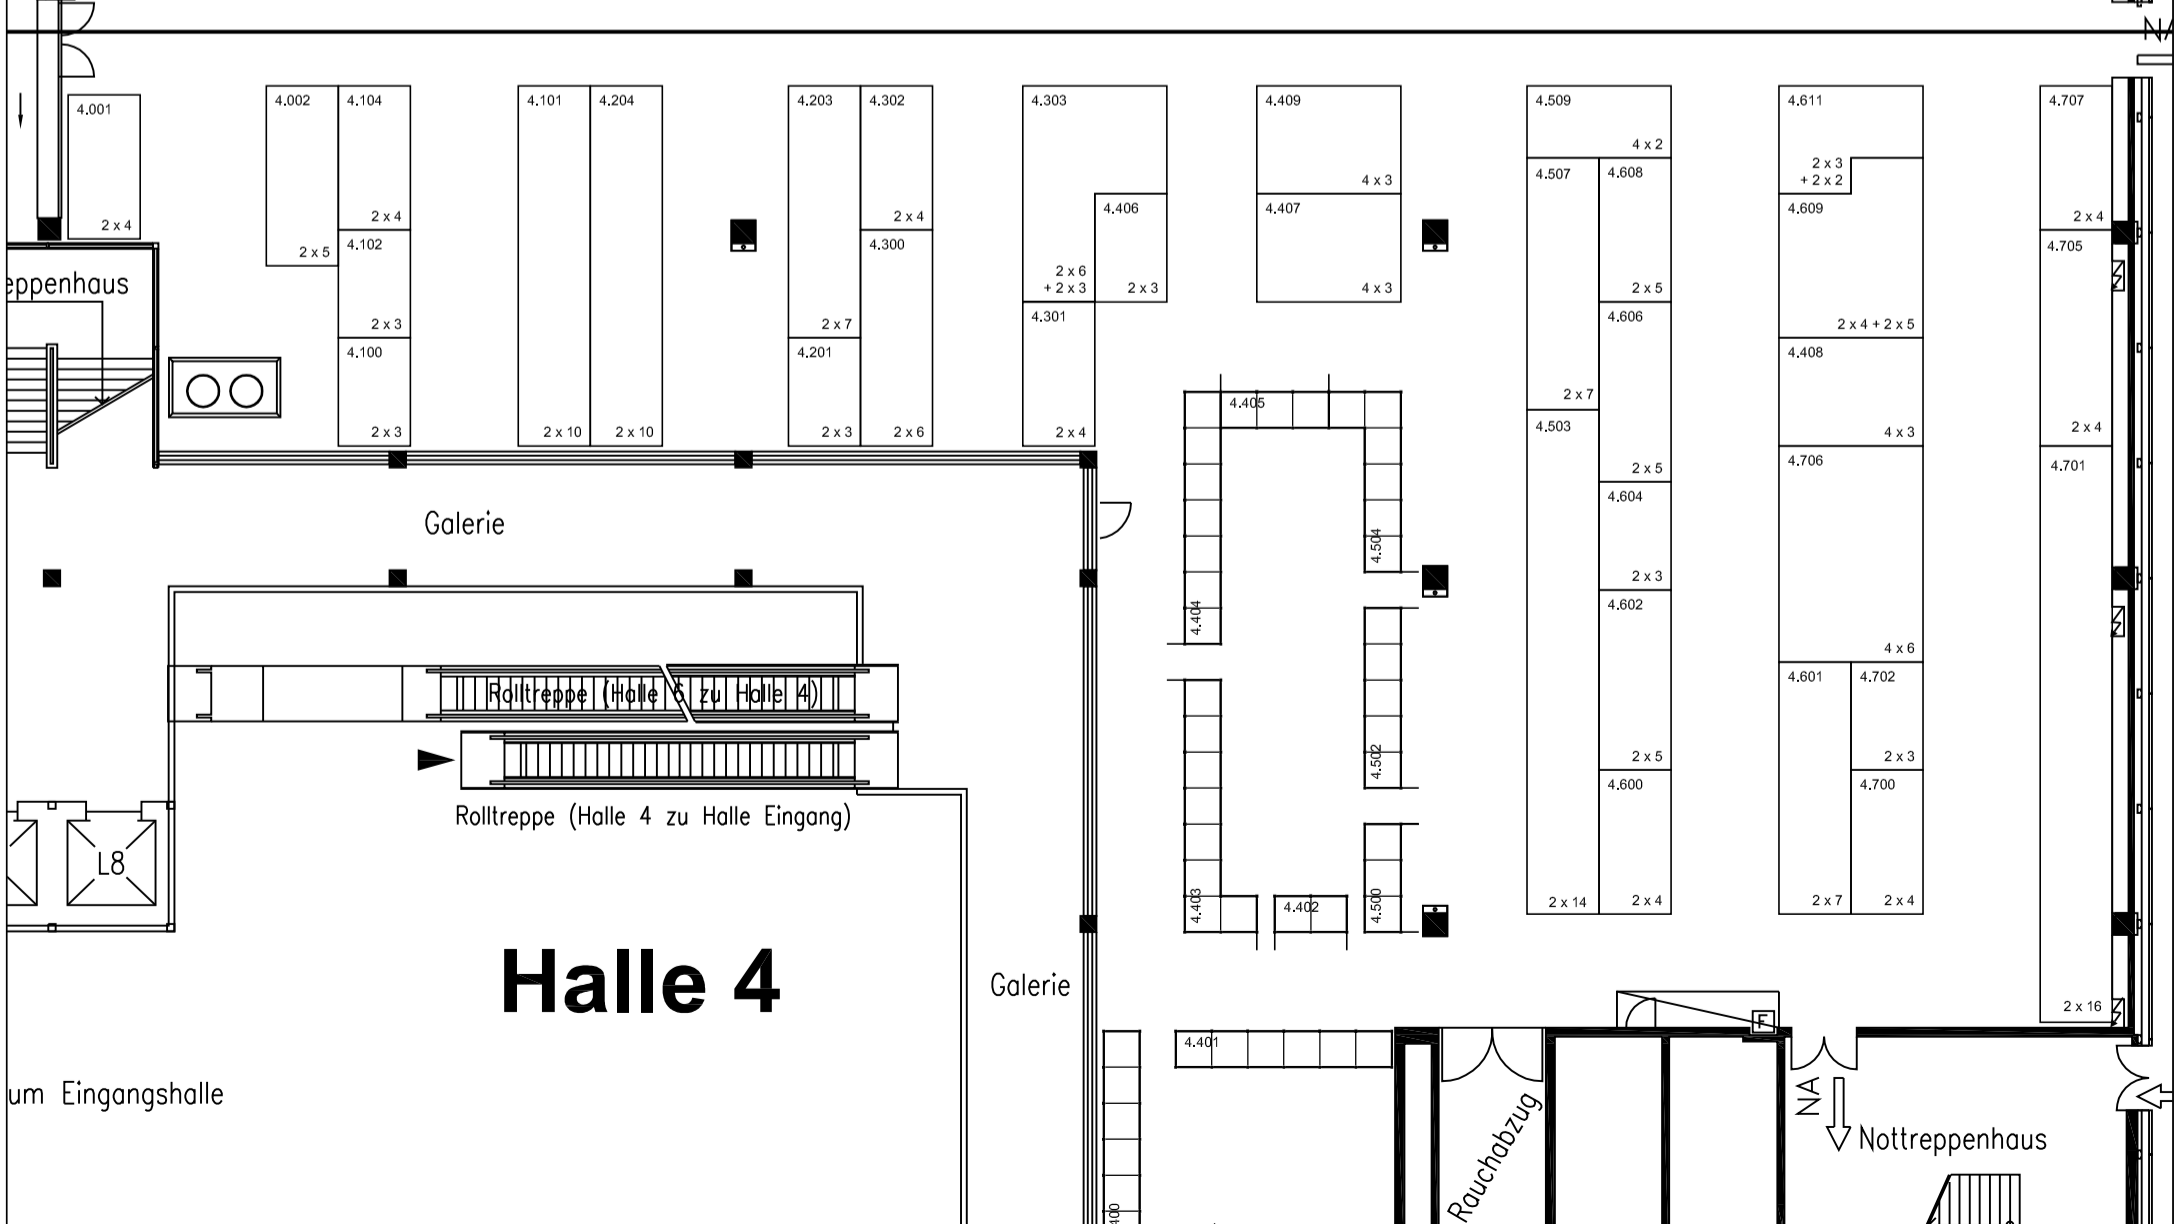 4.001
2 x 4
4.002
2 x 5
4.104
2 x 4
4.102
2 x 3
4.100
2 x 3
4.101
2 x 10
4.204
2 x 10
4.203
2 x 7
4.201
2 x 3
4.302
2 x 4
4.300
2 x 6
4.303
2 x 6
+ 2 x 3
4.406
2 x 3
4.301
2 x 4
4.409
4 x 3
4.407
4 x 3
4.509
4 x 2
4.507
2 x 7
4.503
2 x 14
4.608
2 x 5
4.606
2 x 5
4.604
2 x 3
4.602
2 x 5
4.600
2 x 4
4.611
2 x 3
+ 2 x 2
4.609
2 x 4 + 2 x 5
4.408
4 x 3
4.706
4 x 6
4.601
2 x 7
4.702
2 x 3
4.700
2 x 4
4.707
2 x 4
4.705
2 x 4
4.701
2 x 16
eppenhaus
Galerie
4.405
4.504
4.404
4.502
4.403
4.402
4.500
4.401
Rolltreppe (Halle 6 zu Halle 4)
Rolltreppe (Halle 4 zu Halle Eingang)
L8
Halle 4
Galerie
um Eingangshalle
F
NA
Rauchabzug
Nottreppenhaus